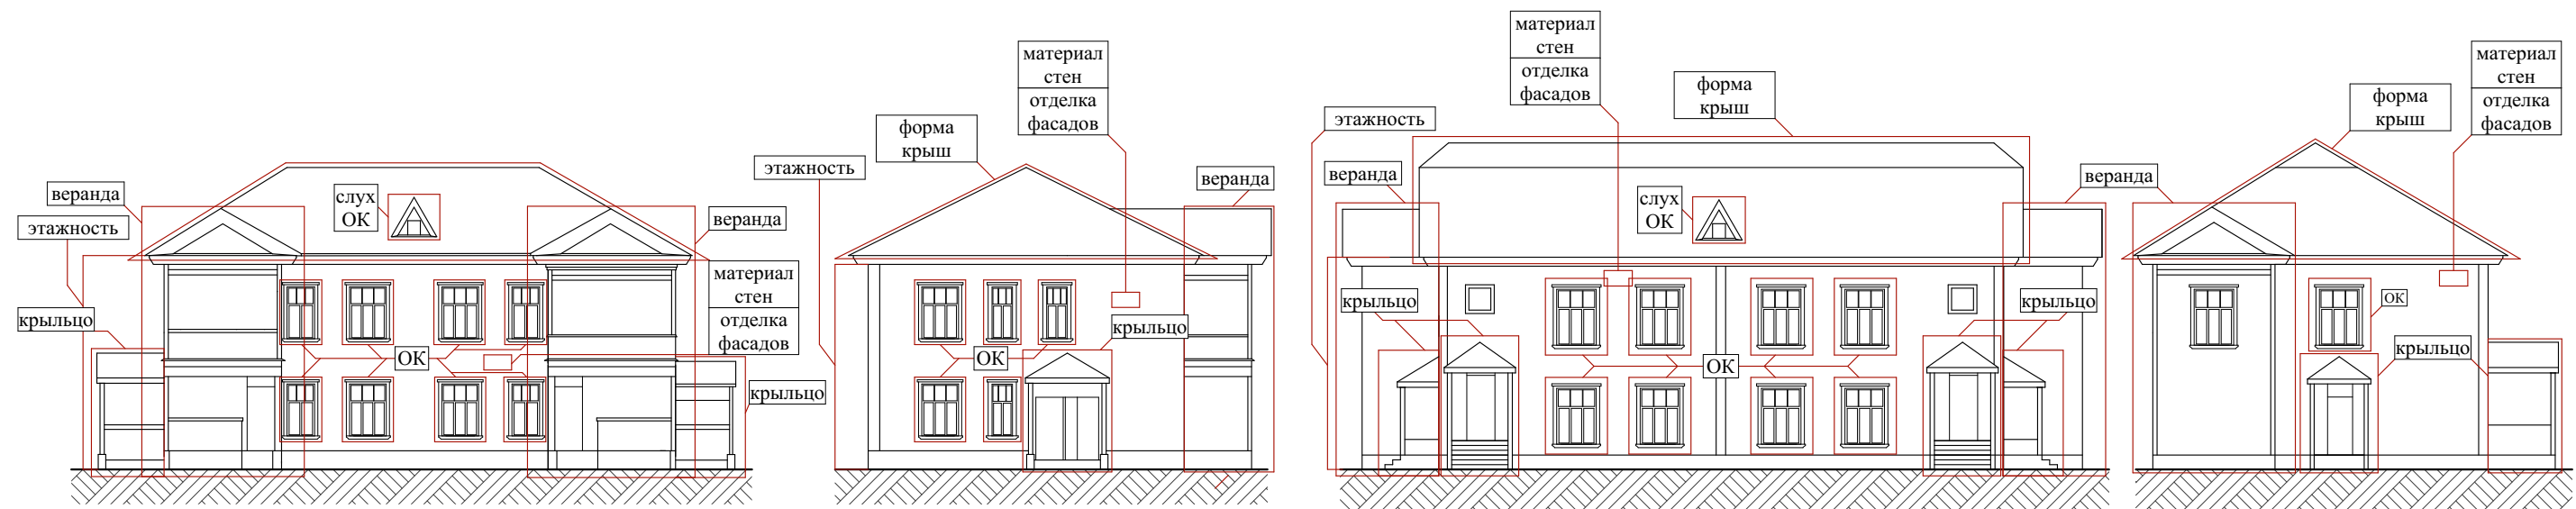 веранда
этажность
крыльцо
слух
ОК
ОК
веранда
материал
стен
отделка
фасадов
крыльцо
этажность
форма
крыш
материал
стен
отделка
фасадов
веранда
крыльцо
ОК
этажность
веранда
крыльцо
материал
стен
отделка
фасадов
форма
крыш
слух
ОК
ОК
крыльцо
веранда
форма
крыш
материал
стен
отделка
фасадов
ОК
крыльцо